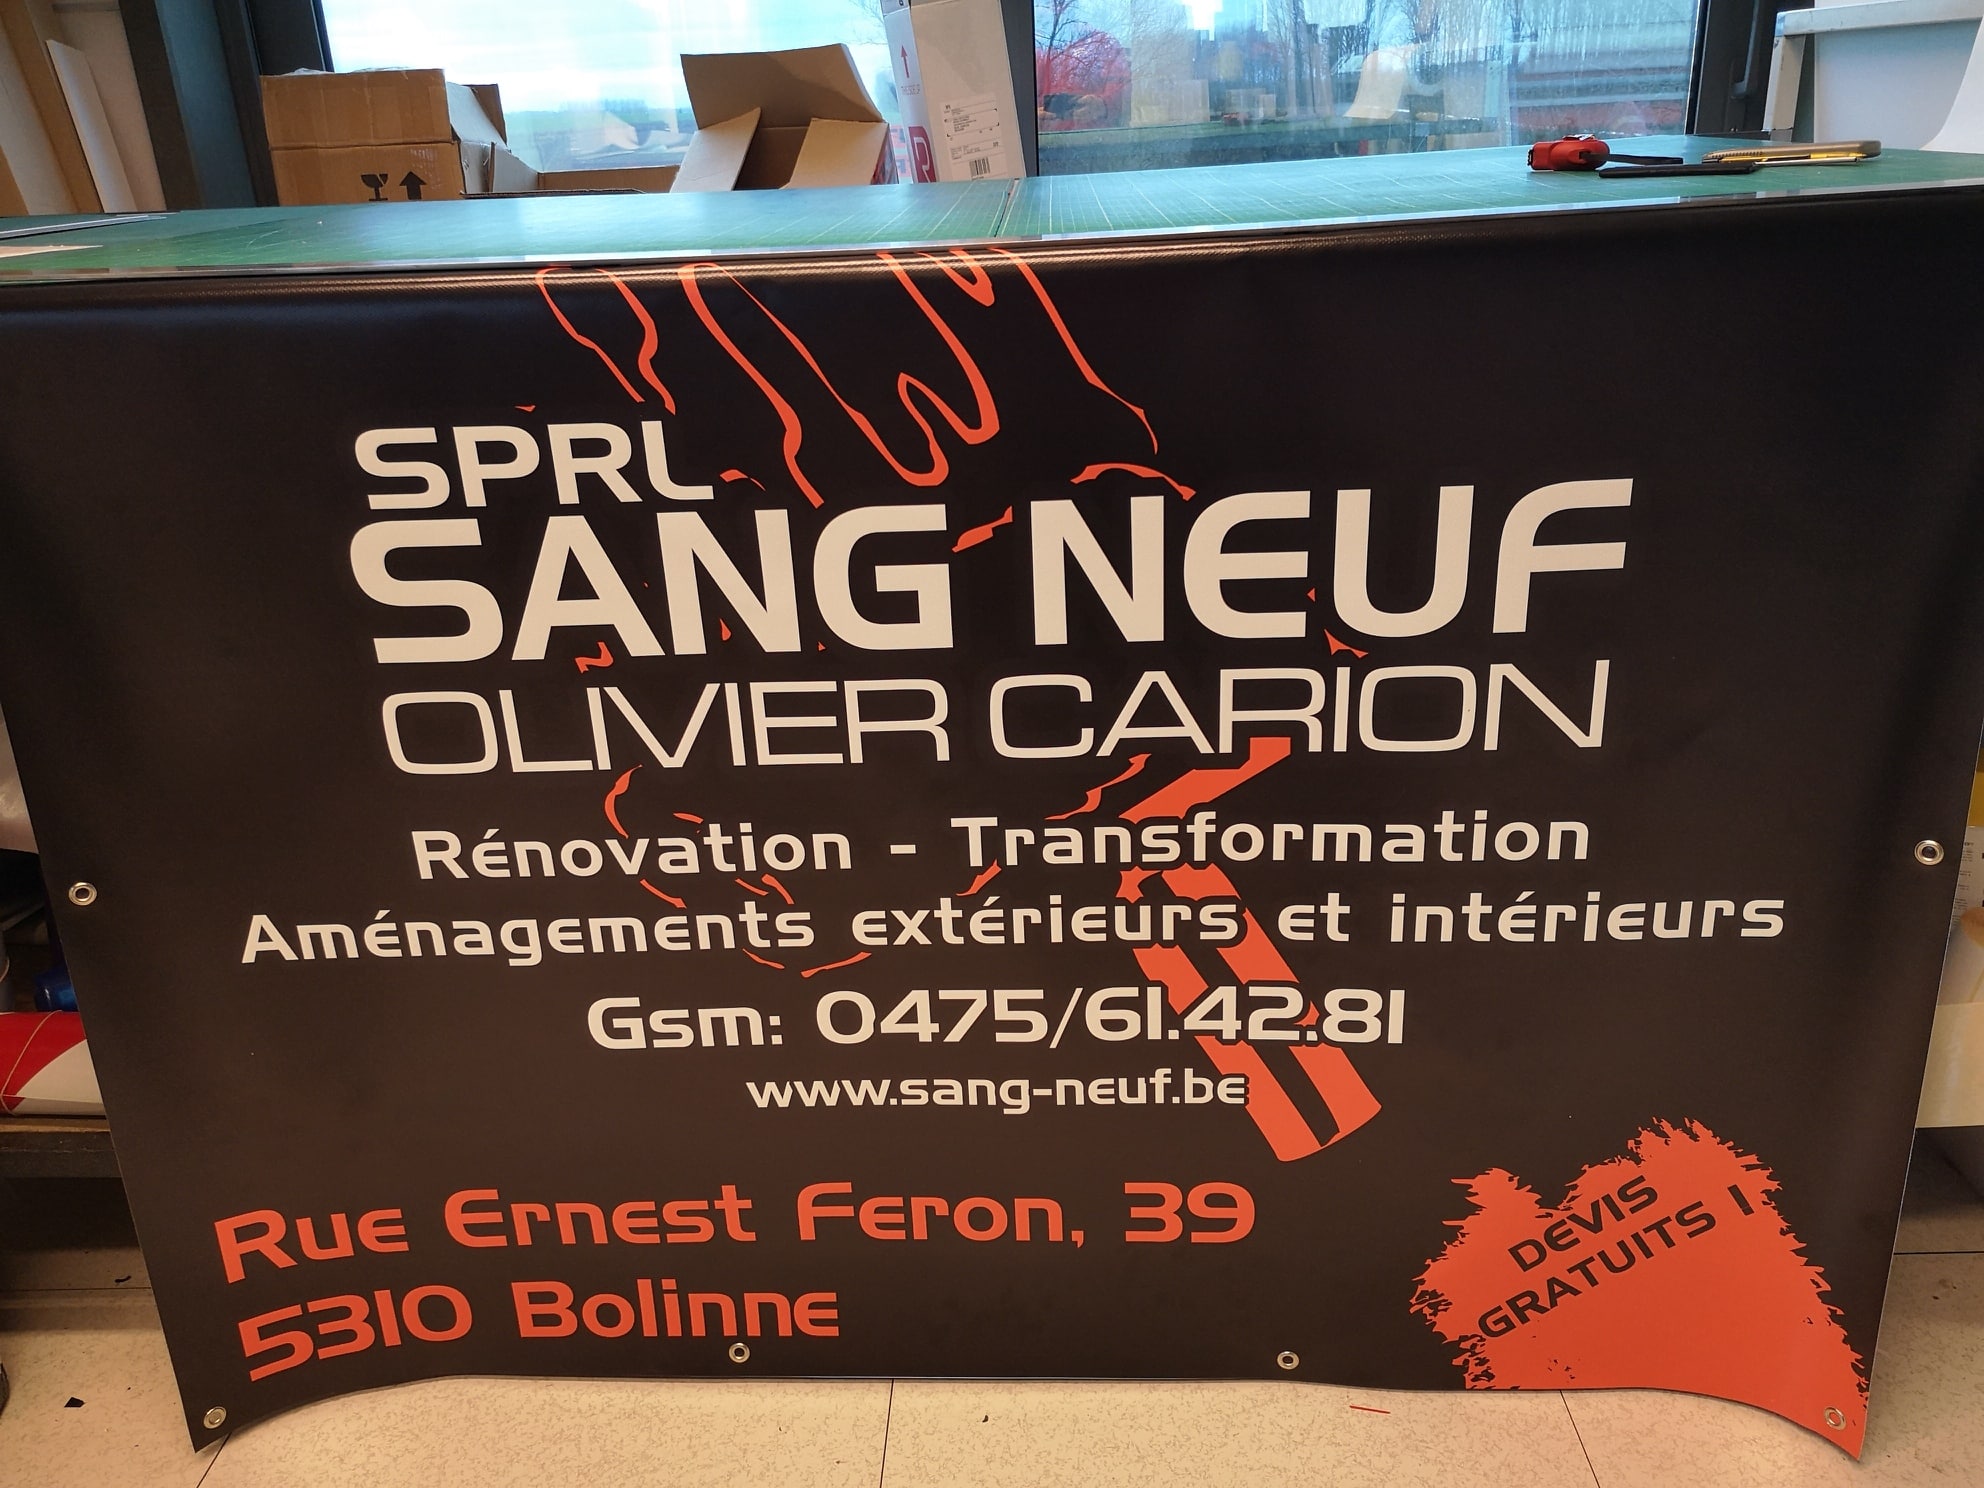 SPRL
SANG NEUF
OLIVIER CARION
Rénovation - Transformation
Aménagements extérieurs et intérieurs
Gsm: 0475/61.42.81
www.sang-neuf.be
Rue Ernest Feron, 39
5310 Bolinne
DEVIS
GRATUITS !